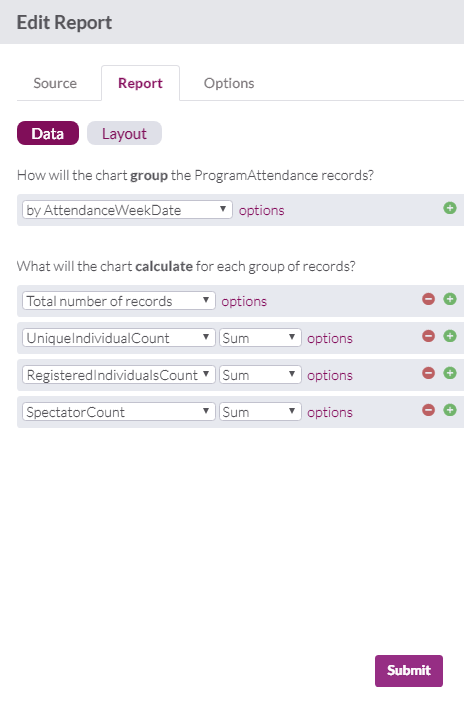 Edit Report
Source Report Options
Data Layout
How will the chart group the ProgramAttendance records?
by AttendanceWeekDate options
What will the chart calculate for each group of records?
Total number of records options
UniqueIndividualCount Sum options
RegisteredIndividualsCount Sum options
SpectatorCount Sum options
Submit